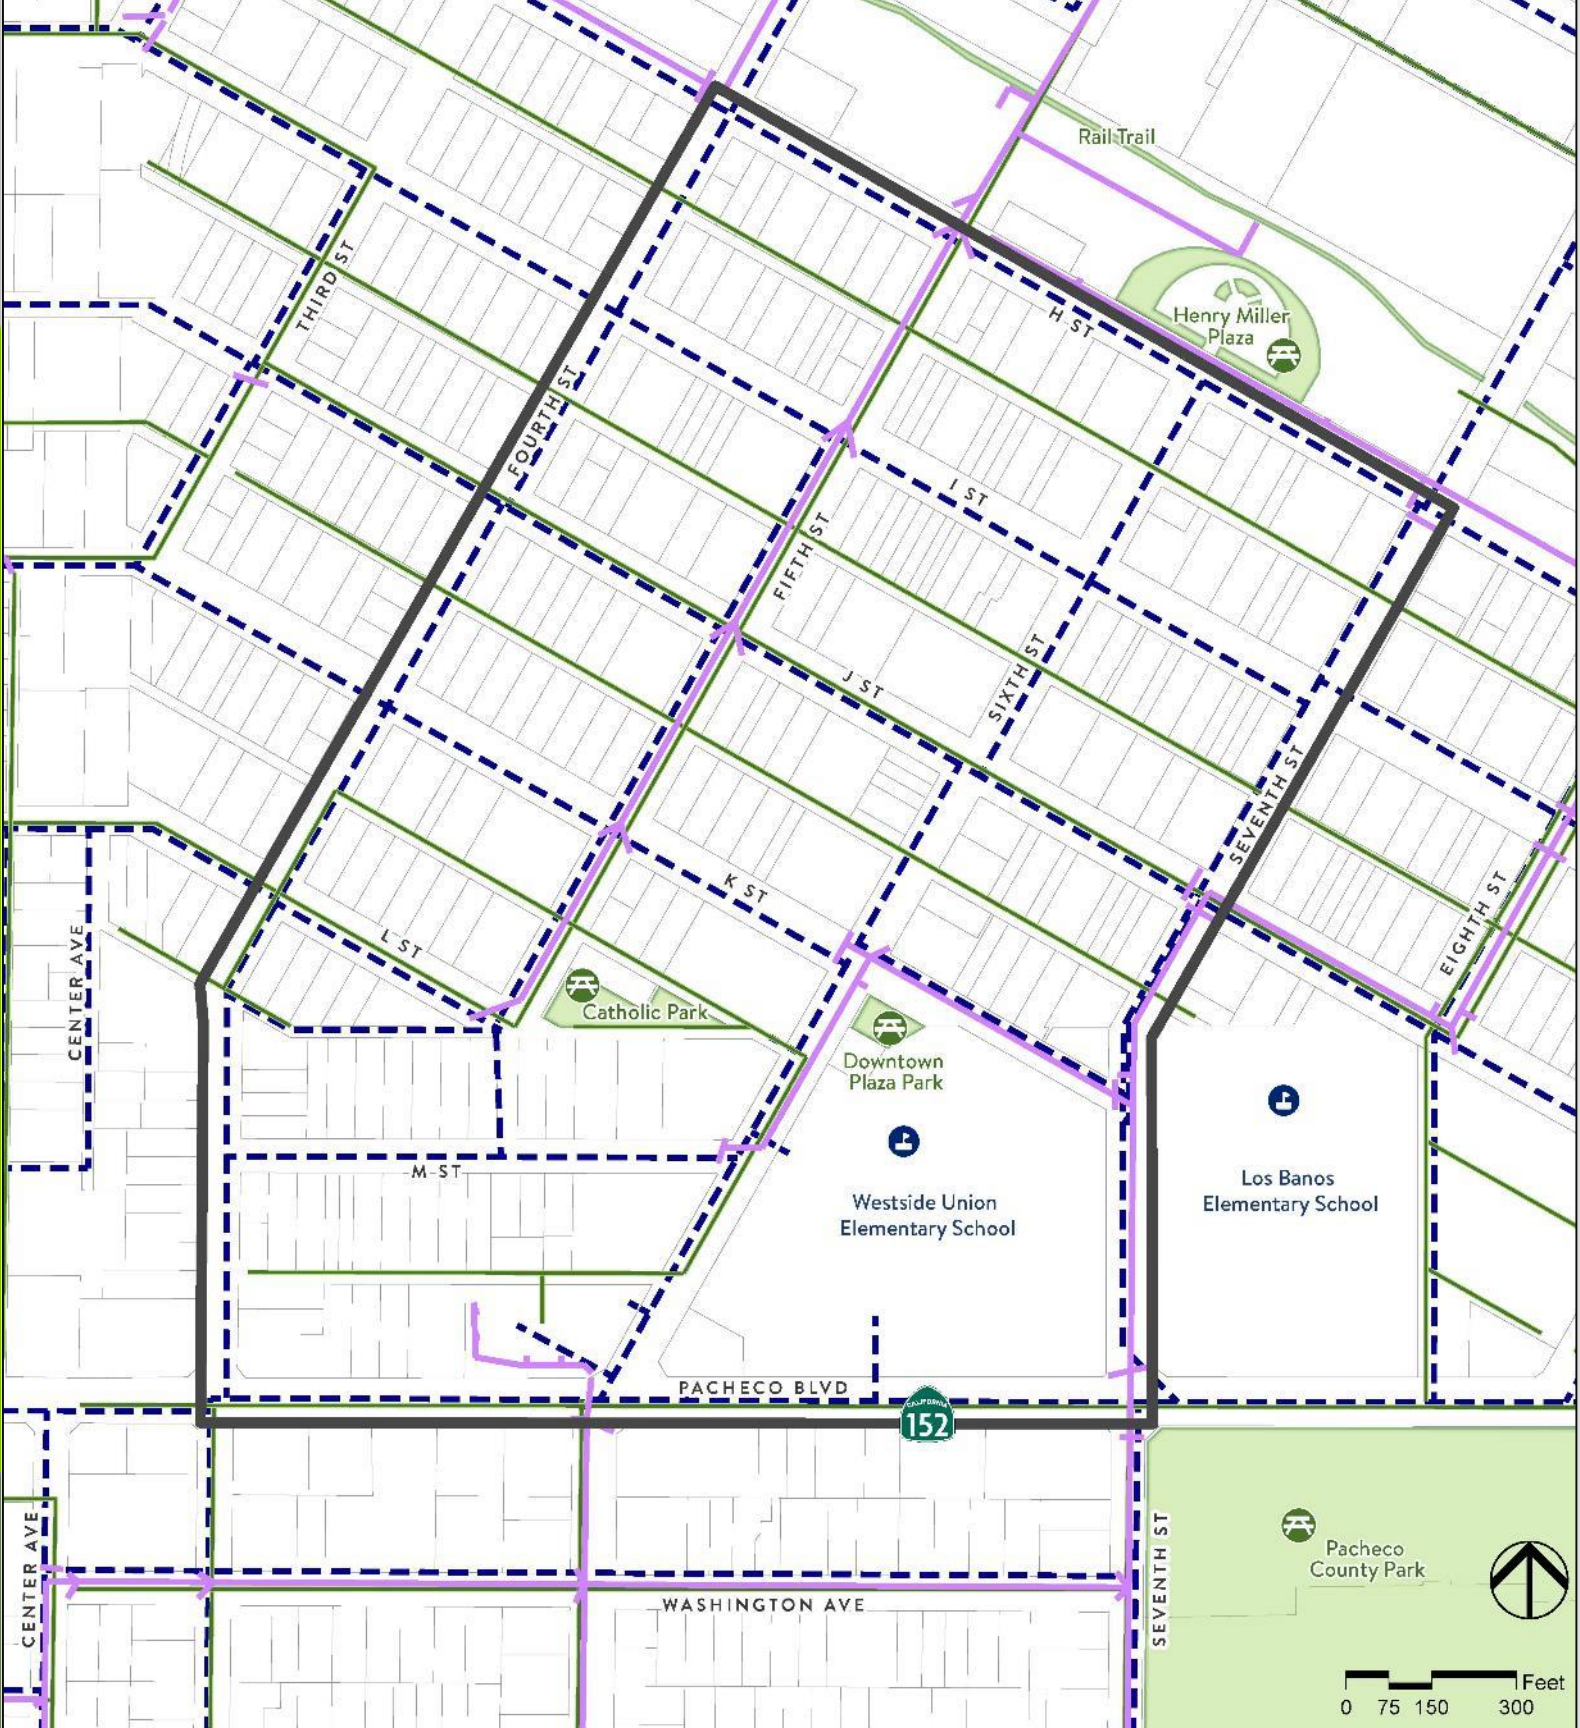 Rail Trail
THIRD ST
Henry Miller
Plaza
H ST
FOURTH ST
I ST
FIFTH ST
SIXTH ST
J ST
SEVENTH ST
K ST
EIGHTH ST
L ST
CENTER AVE
Catholic Park
Downtown
Plaza Park
Los Banos
Elementary School
M ST
Westside Union
Elementary School
PACHECO BLVD
CALIFORNIA
152
CENTER AVE
SEVENTH ST
Pacheco
County Park
WASHINGTON AVE
Feet
0 75 150 300